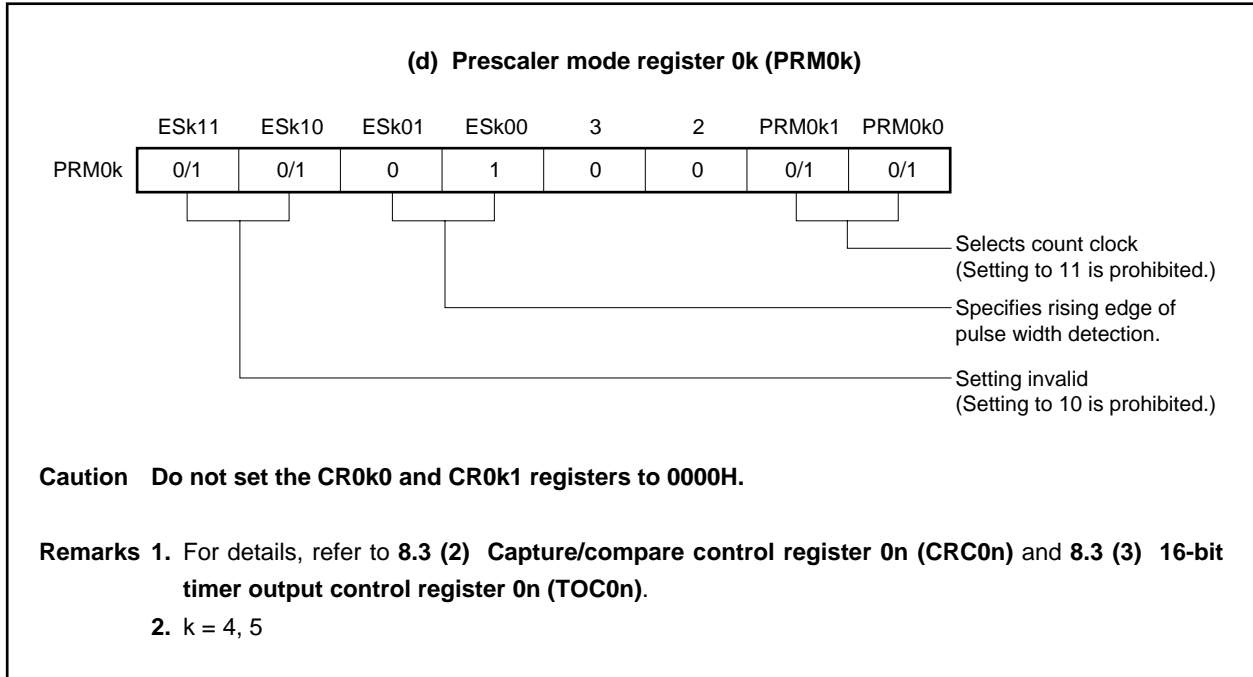 (d) Prescaler mode register 0k (PRM0k)
ESk11 ESk10 ESk01 ESk00 3 2 PRM0k1 PRM0k0
PRM0k 0/1 0/1 0 1 0 0 0/1 0/1
Selects count clock
(Setting to 11 is prohibited.)
Specifies rising edge of
pulse width detection.
Setting invalid
(Setting to 10 is prohibited.)
Caution Do not set the CR0k0 and CR0k1 registers to 0000H.
Remarks 1. For details, refer to 8.3 (2) Capture/compare control register 0n (CRC0n) and 8.3 (3) 16-bit
timer output control register 0n (TOC0n).
2. k = 4, 5